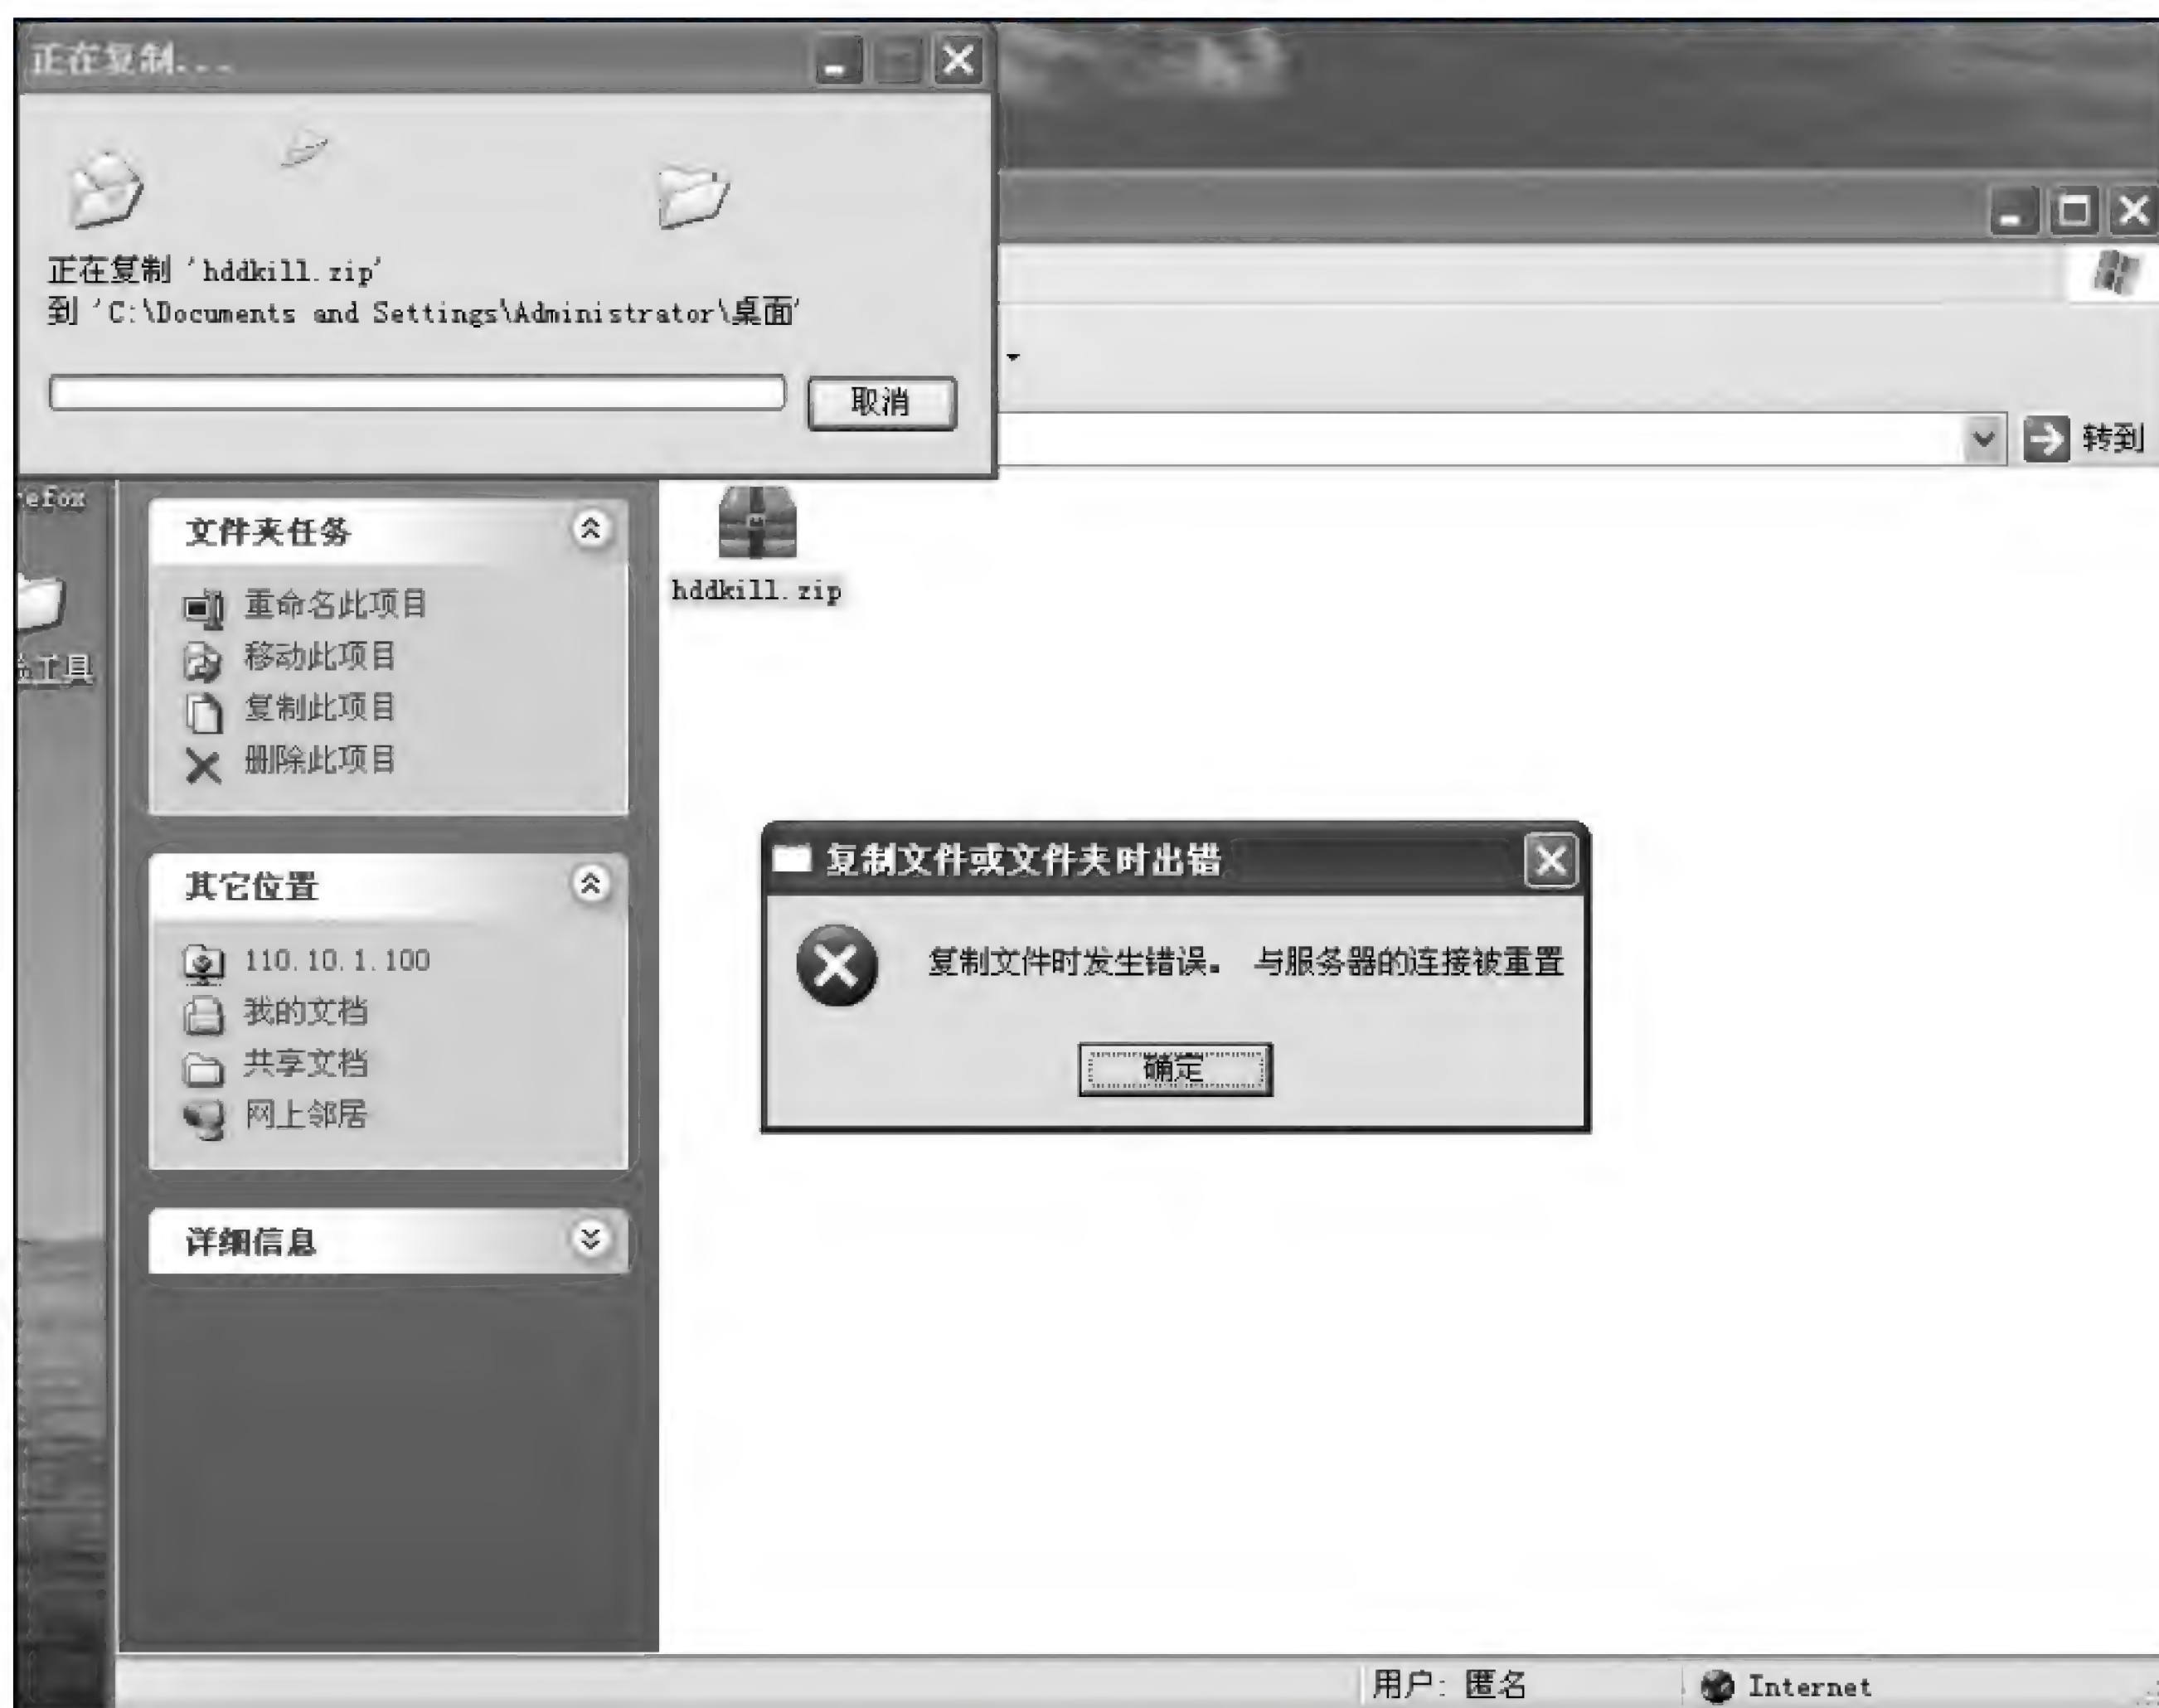 正在复制...
正在复制 'hddkill.zip'
到 'C:\Documents and Settings\Administrator\桌面'
取消
转到
efox
工具
文件夹任务
重命名此项目
移动此项目
复制此项目
删除此项目
hddkill.zip
复制文件或文件夹时出错
复制文件时发生错误。 与服务器的连接被重置
确定
其它位置
110.10.1.100
我的文档
共享文档
网上邻居
详细信息
用户: 匿名
Internet